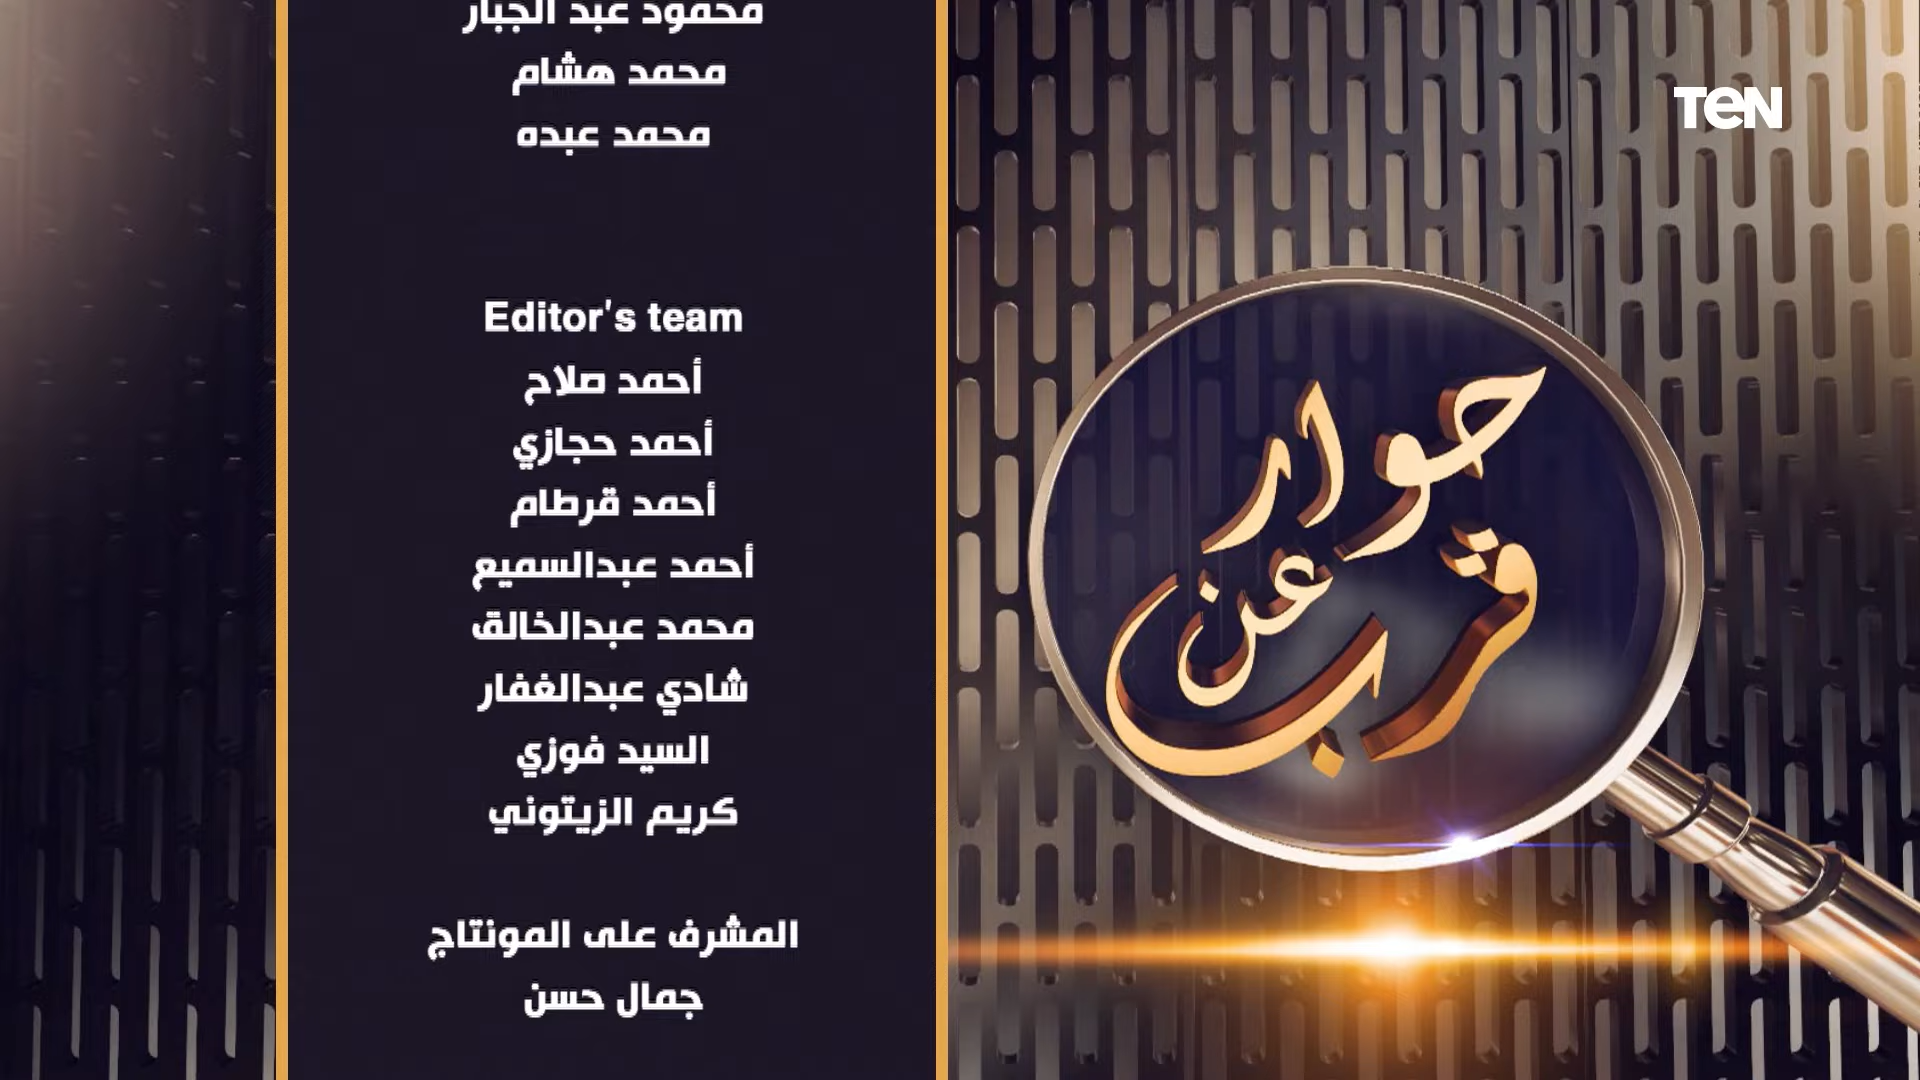 محمود عبد الجبار
محمد هشام
محمد عبده
Editor's team
أحمد صلاح
أحمد حجازي
أحمد قرطام
أحمد عبدالسميع
محمد عبدالخالق
شادي عبدالغفار
السيد فوزي
كريم الزيتوني
المشرف على المونتاج
جمال حسن
TeN
حوار
عن
قرب